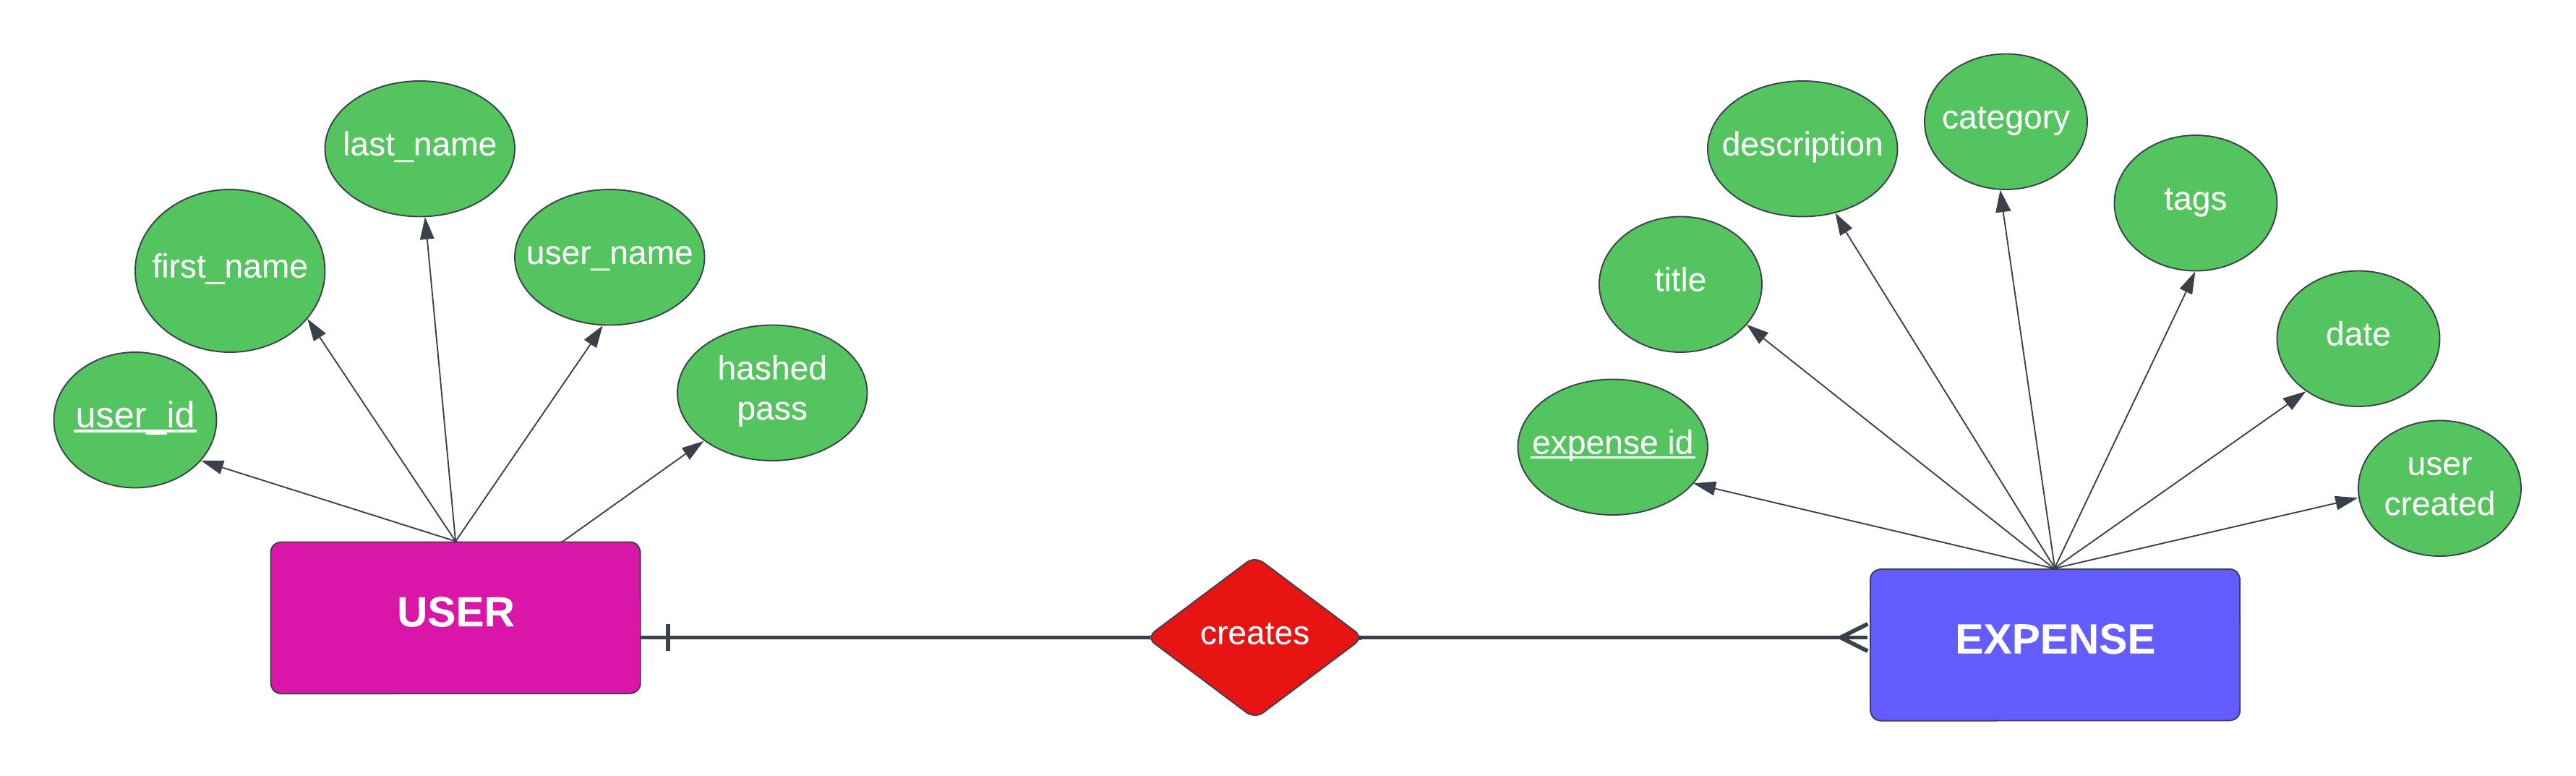 last_name
first_name
user_name
user_id
hashed
pass
USER
creates
category
description
tags
title
date
expense id
user
created
EXPENSE